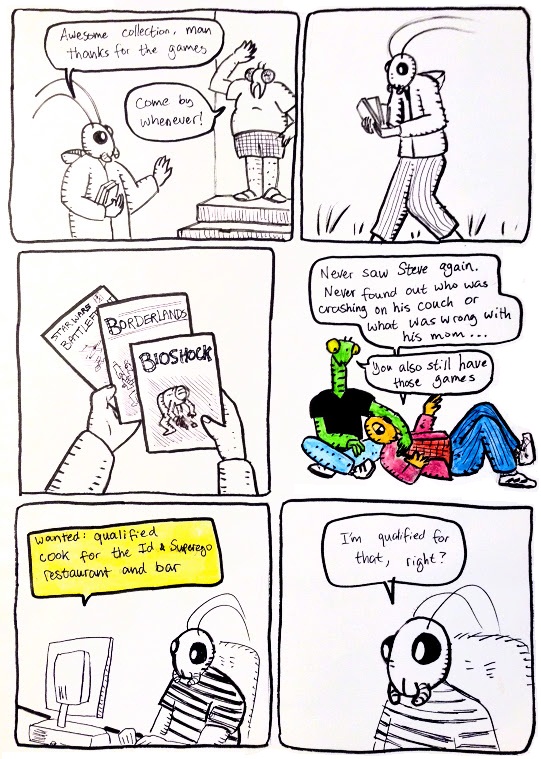 Awesome collection, man
thanks for the games
Come by
whenever!
STAR WARS
BATTLEFRONT
BORDERLANDS
BIOSHOCK
Never saw Steve again.
Never found out who was
crashing on his couch or
what was wrong with
his mom...
You also still have
those games
Wanted: qualified
cook for the Id & Superego
restaurant and bar
I'm qualified for
that, right?